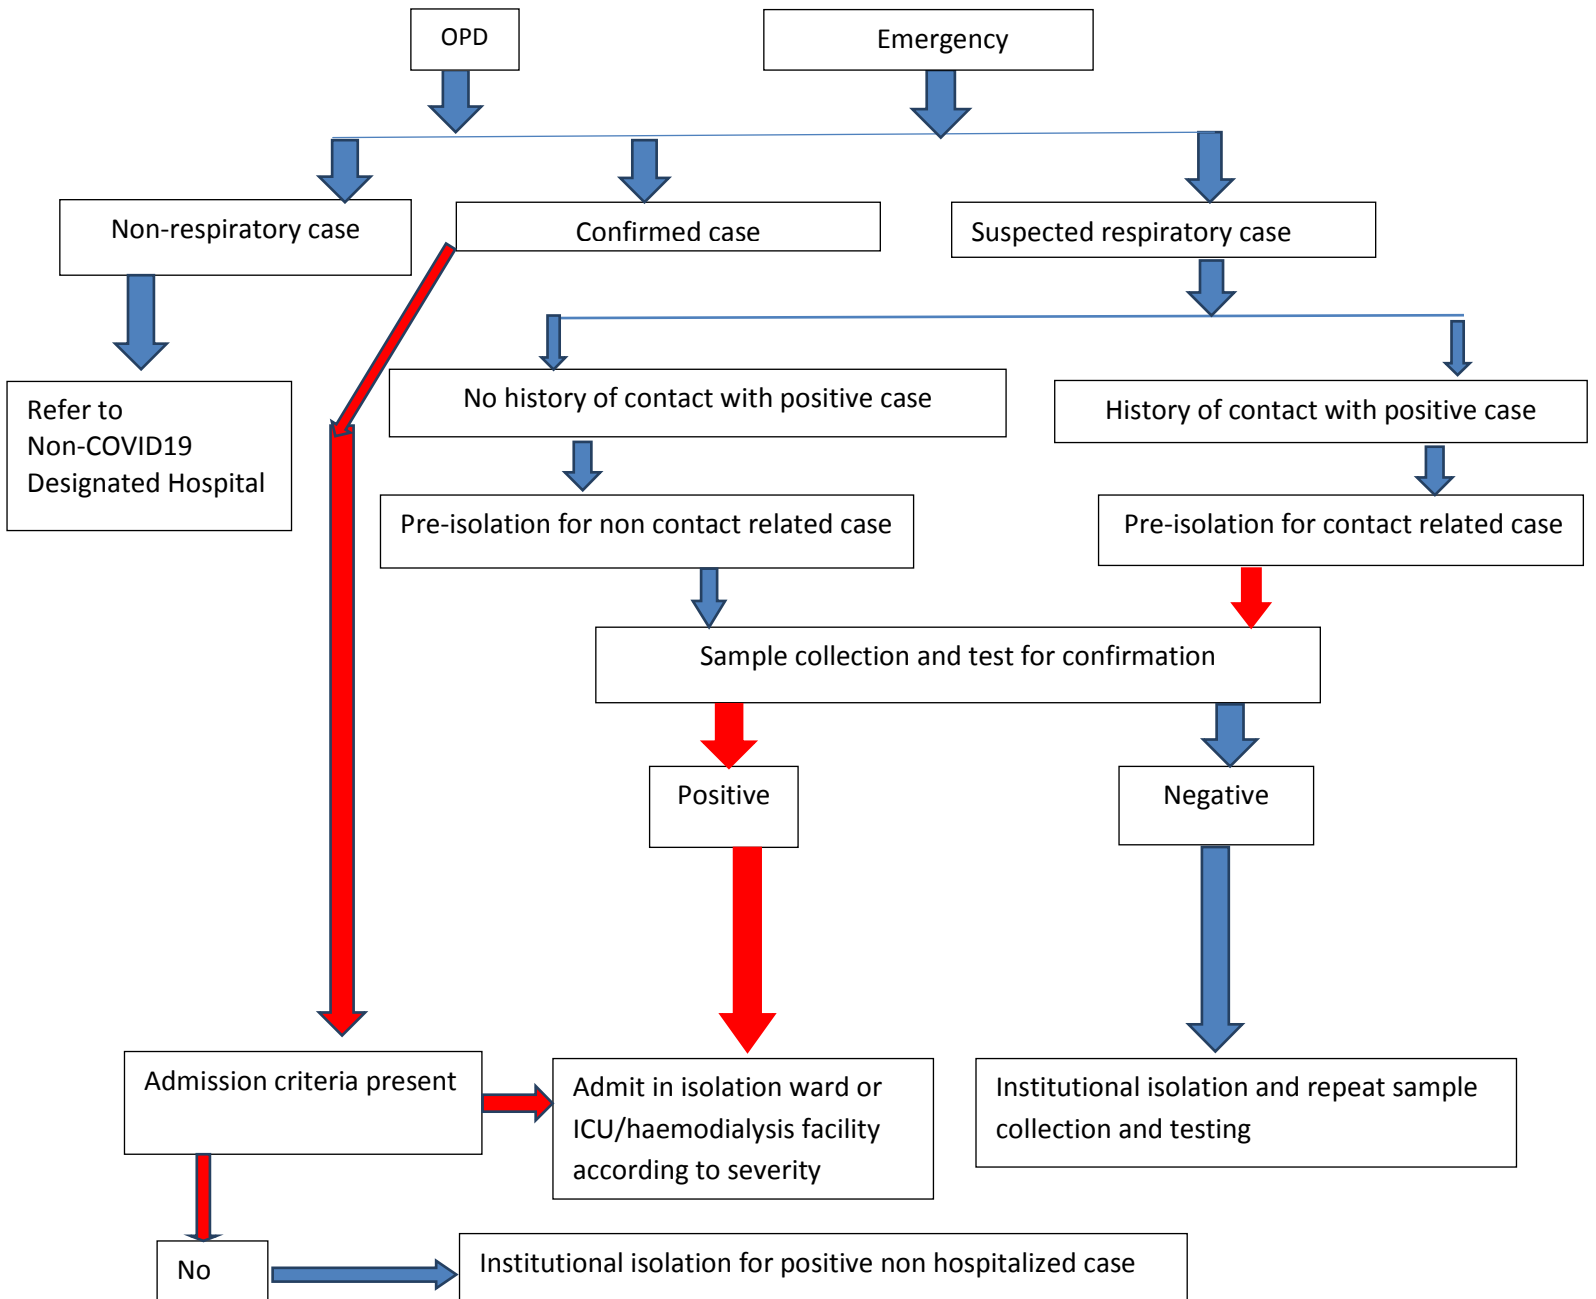 OPD
Emergency
Non-respiratory case
Confirmed case
Suspected respiratory case
No history of contact with positive case
History of contact with positive case
Refer to
Non-COVID19
Designated Hospital
Pre-isolation for non contact related case
Pre-isolation for contact related case
Sample collection and test for confirmation
Positive
Negative
Admission criteria present
Admit in isolation ward or
ICU/haemodialysis facility
according to severity
Institutional isolation and repeat sample
collection and testing
No
Institutional isolation for positive non hospitalized case